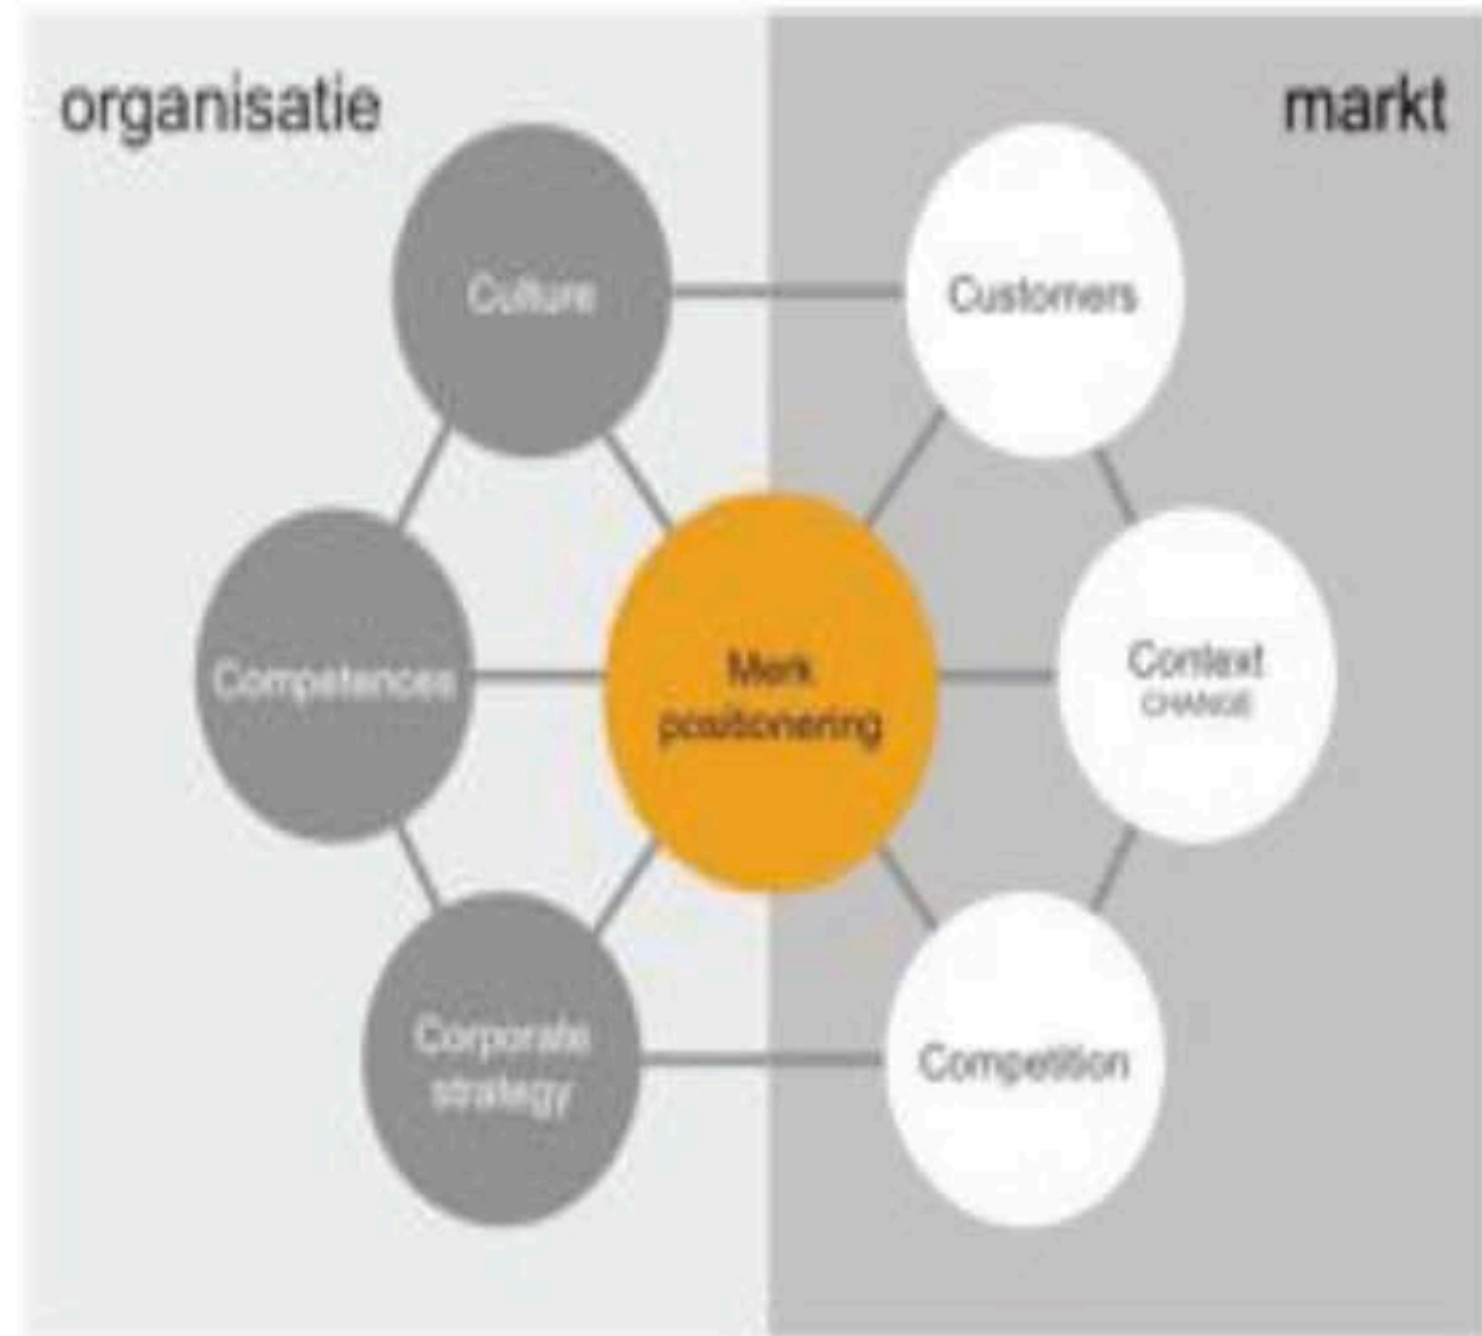 organisatie
markt
Culture
Customers
Competences
Merk
positionering
Context
CHANGE
Corporate
strategy
Competition